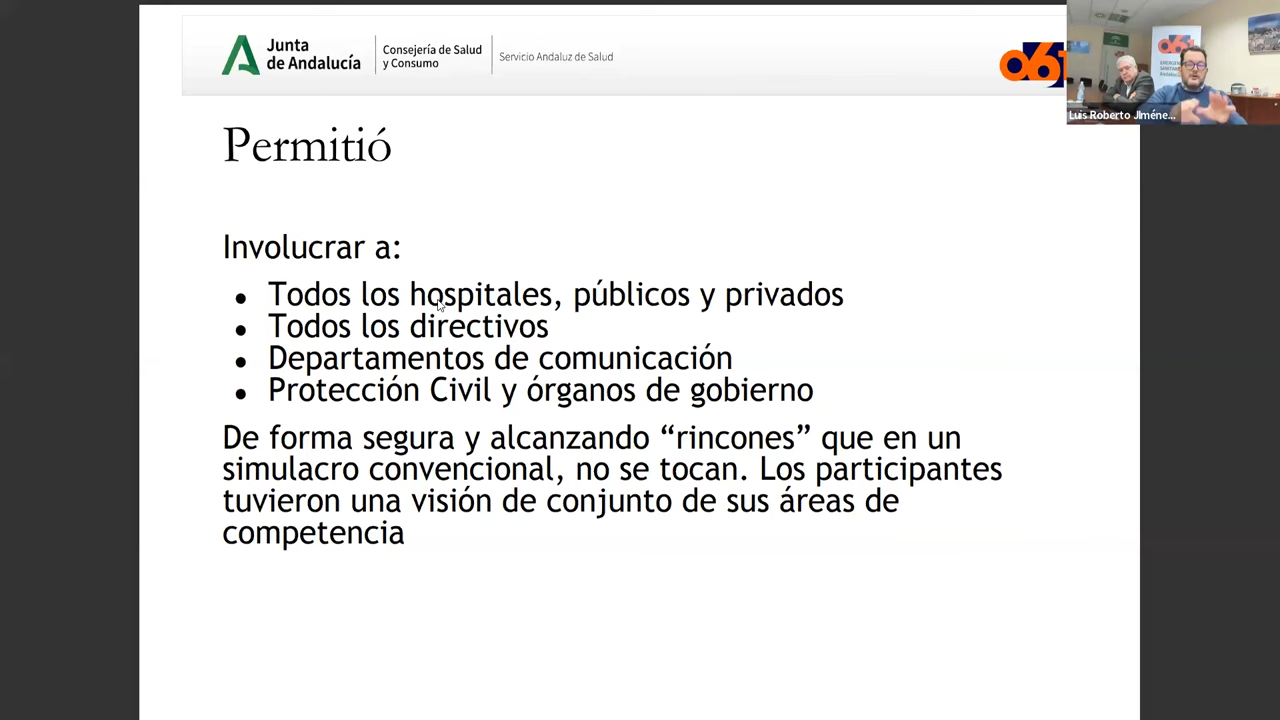 Junta
de Andalucía
Consejería de Salud
y Consumo
Servicio Andaluz de Salud
061
Luis Roberto JIméne...
Permitió
Involucrar a:
● Todos los hospitales, públicos y privados
● Todos los directivos
● Departamentos de comunicación
● Protección Civil y órganos de gobierno
De forma segura y alcanzando “rincones” que en un
simulacro convencional, no se tocan. Los participantes
tuvieron una visión de conjunto de sus áreas de
competencia